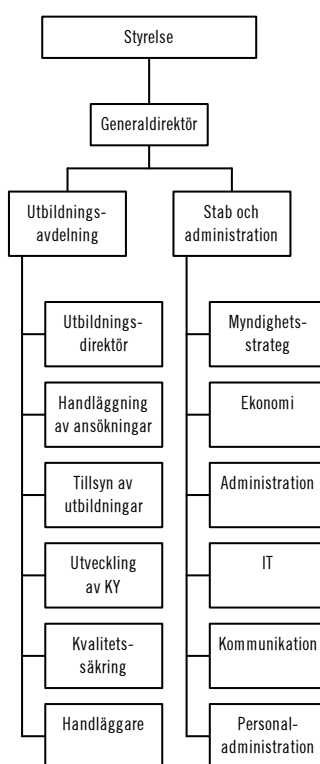 Styrelse
Generaldirektör
Utbildnings-
avdelning
Stab och
administration
Utbildnings-
direktör
Myndighets-
strateg
Handläggning
av ansökningar
Ekonomi
Tillsyn av
utbildningar
Administration
Utveckling
av KY
IT
Kvalitets-
säkring
Kommunikation
Handläggare
Personal-
administration